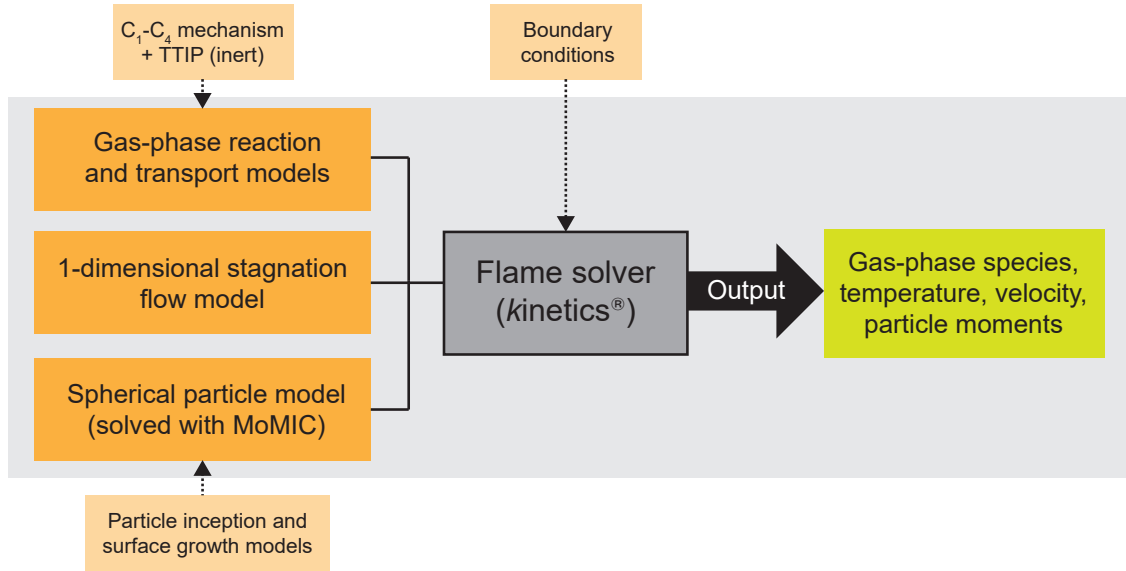 C₁-C₄ mechanism
+ TTIP (inert)
Boundary
conditions
Gas-phase reaction
and transport models
1-dimensional stagnation
flow model
Spherical particle model
(solved with MoMIC)
Flame solver
(kinetics®)
Output
Gas-phase species,
temperature, velocity,
particle moments
Particle inception and
surface growth models